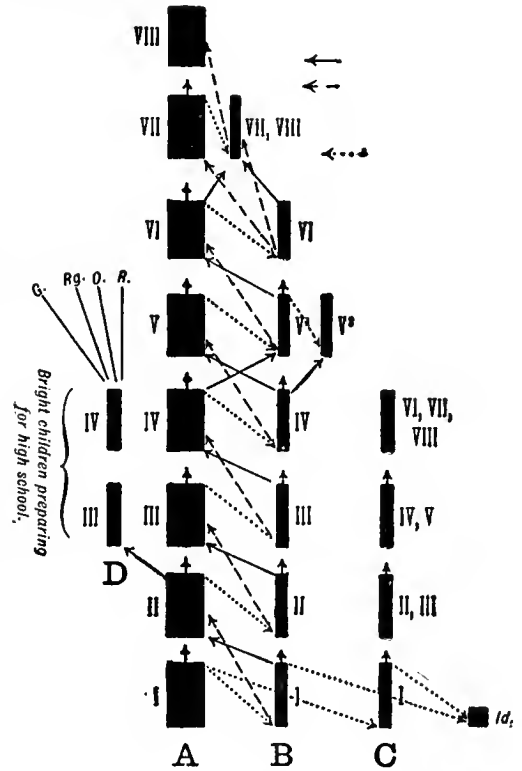 VIII
VII
VII, VIII
VI
VI
G. Rg. O. R.
V
V¹
V²
IV
IV
IV
VI, VII,
VIII
Bright children preparing
for high school.
III
III
III
IV, V
D
II
II
II, III
I
I
I
Id.
A
B
C